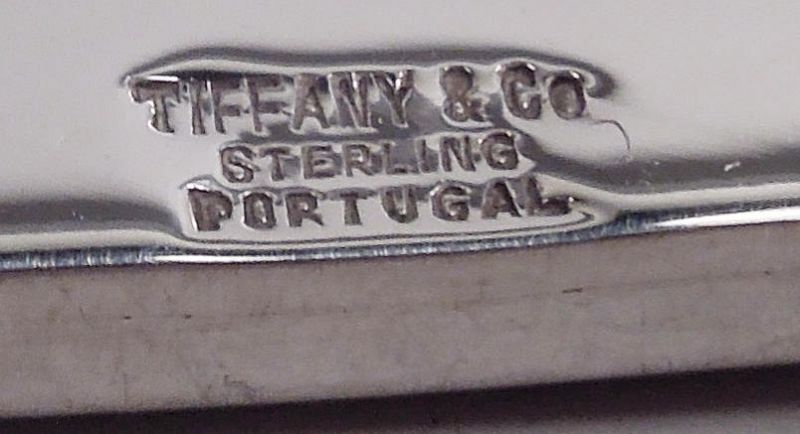 TIFFANY & Co
STERLING
PORTUGAL